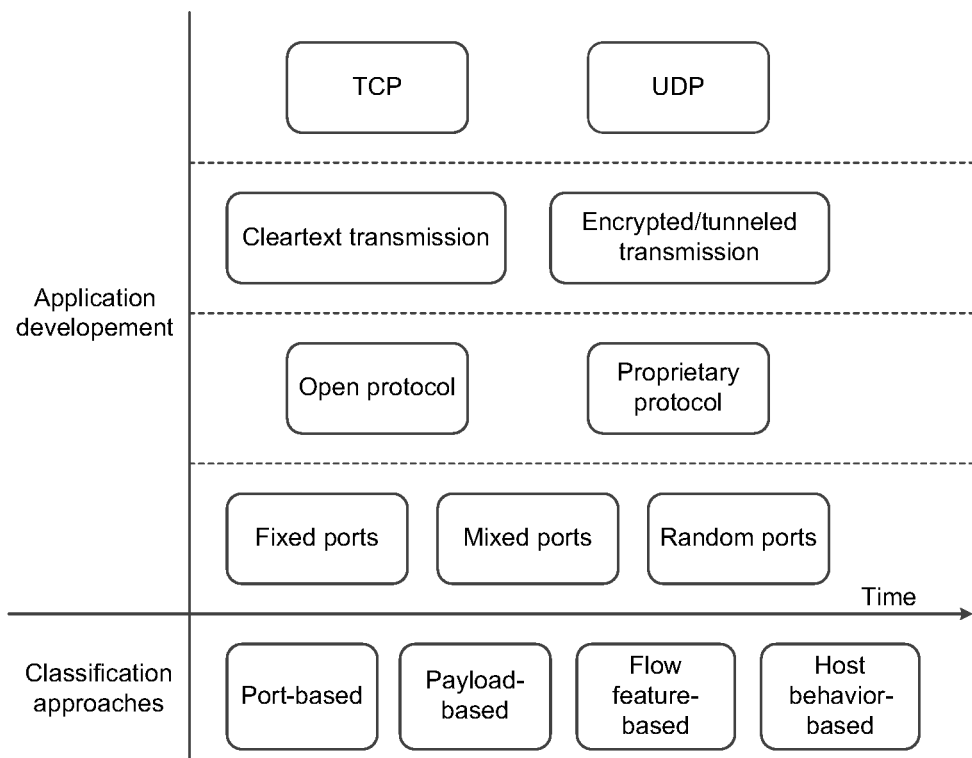 TCP
UDP
Cleartext transmission
Encrypted/tunneled
transmission
Application
developement
Open protocol
Proprietary
protocol
Fixed ports
Mixed ports
Random ports
Time
Classification
approaches
Port-based
Payload-
based
Flow
feature-
based
Host
behavior-
based